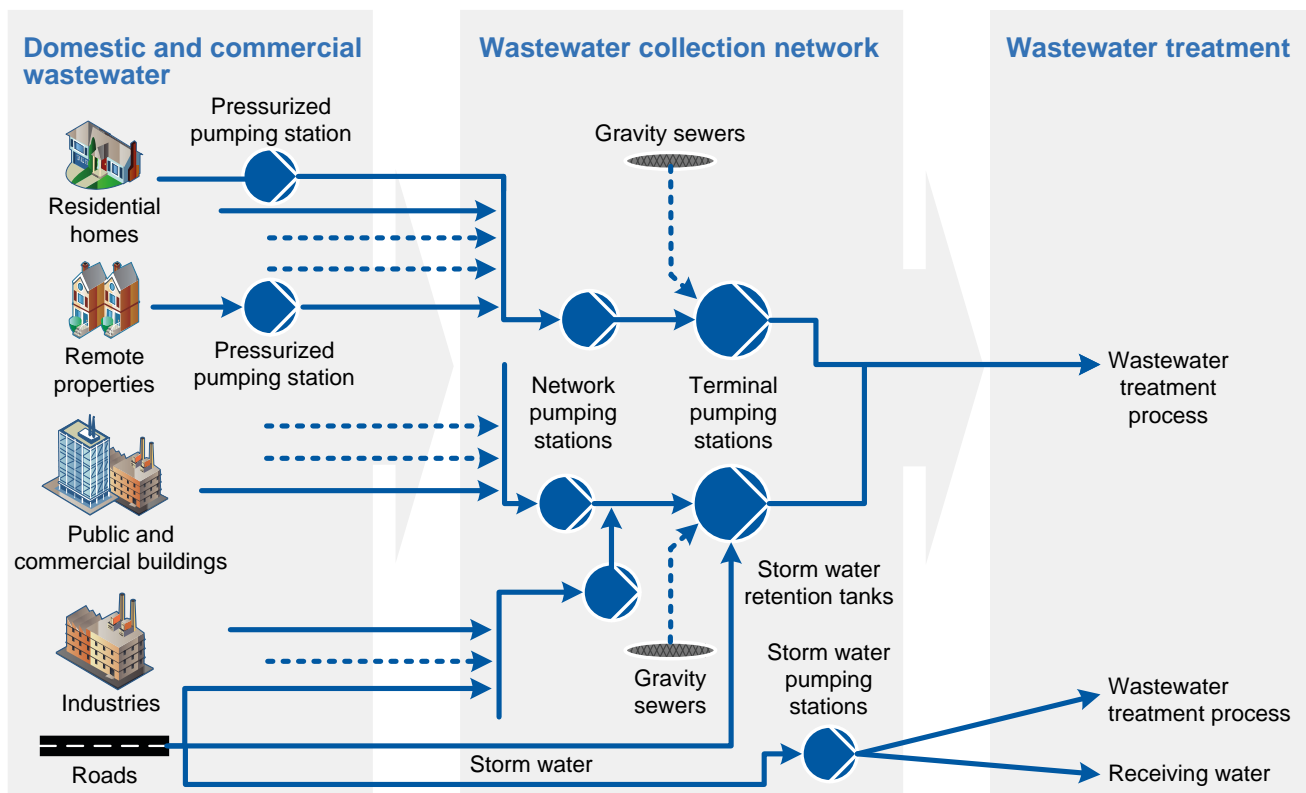 Domestic and commercial
wastewater
Pressurized
pumping station
Residential
homes
Remote
properties
Pressurized
pumping station
Public and
commercial buildings
Industries
Roads
Wastewater collection network
Gravity sewers
Network
pumping
stations
Terminal
pumping
stations
Storm water
retention tanks
Gravity
sewers
Storm water
pumping
stations
Storm water
Wastewater treatment
Wastewater
treatment
process
Wastewater
treatment process
Receiving water